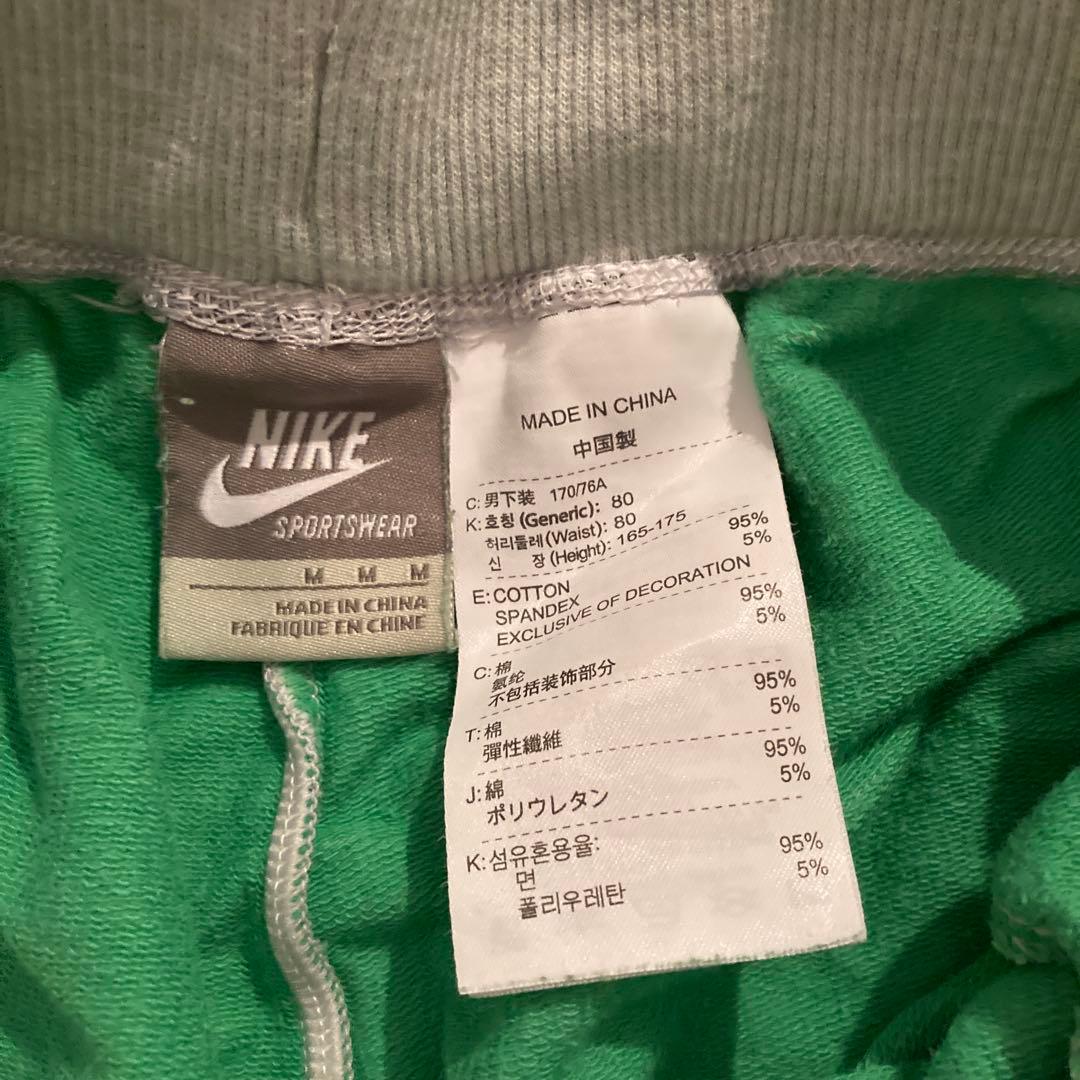 NIKE
SPORTSWEAR
M M M
MADE IN CHINA
FABRIQUE EN CHINE
MADE IN CHINA
中国製
C: 男下装 170/76A
K: 호칭 (Generic): 80
허리둘레 (Waist): 80
신 장 (Height): 165-175
E: COTTON 95%
SPANDEX 5%
EXCLUSIVE OF DECORATION
C: 棉 95%
氨纶 5%
不包括装饰部分
T: 棉 95%
彈性纖維 5%
J: 綿 95%
ポリウレタン 5%
K: 섬유혼용율:
면 95%
폴리우레탄 5%